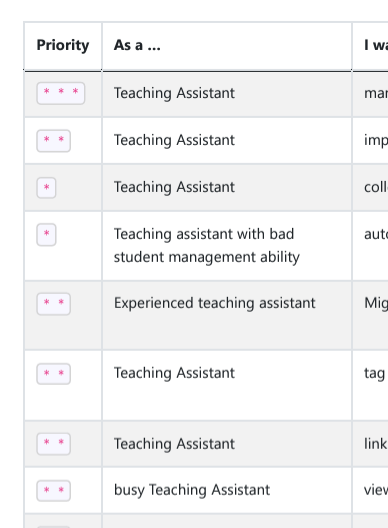 Priority As a ... I wa
* * * Teaching Assistant mar
* * Teaching Assistant imp
* Teaching Assistant coll
* Teaching assistant with bad auto
student management ability
* * Experienced teaching assistant Mig
* * Teaching Assistant tag
* * Teaching Assistant link
* * busy Teaching Assistant view